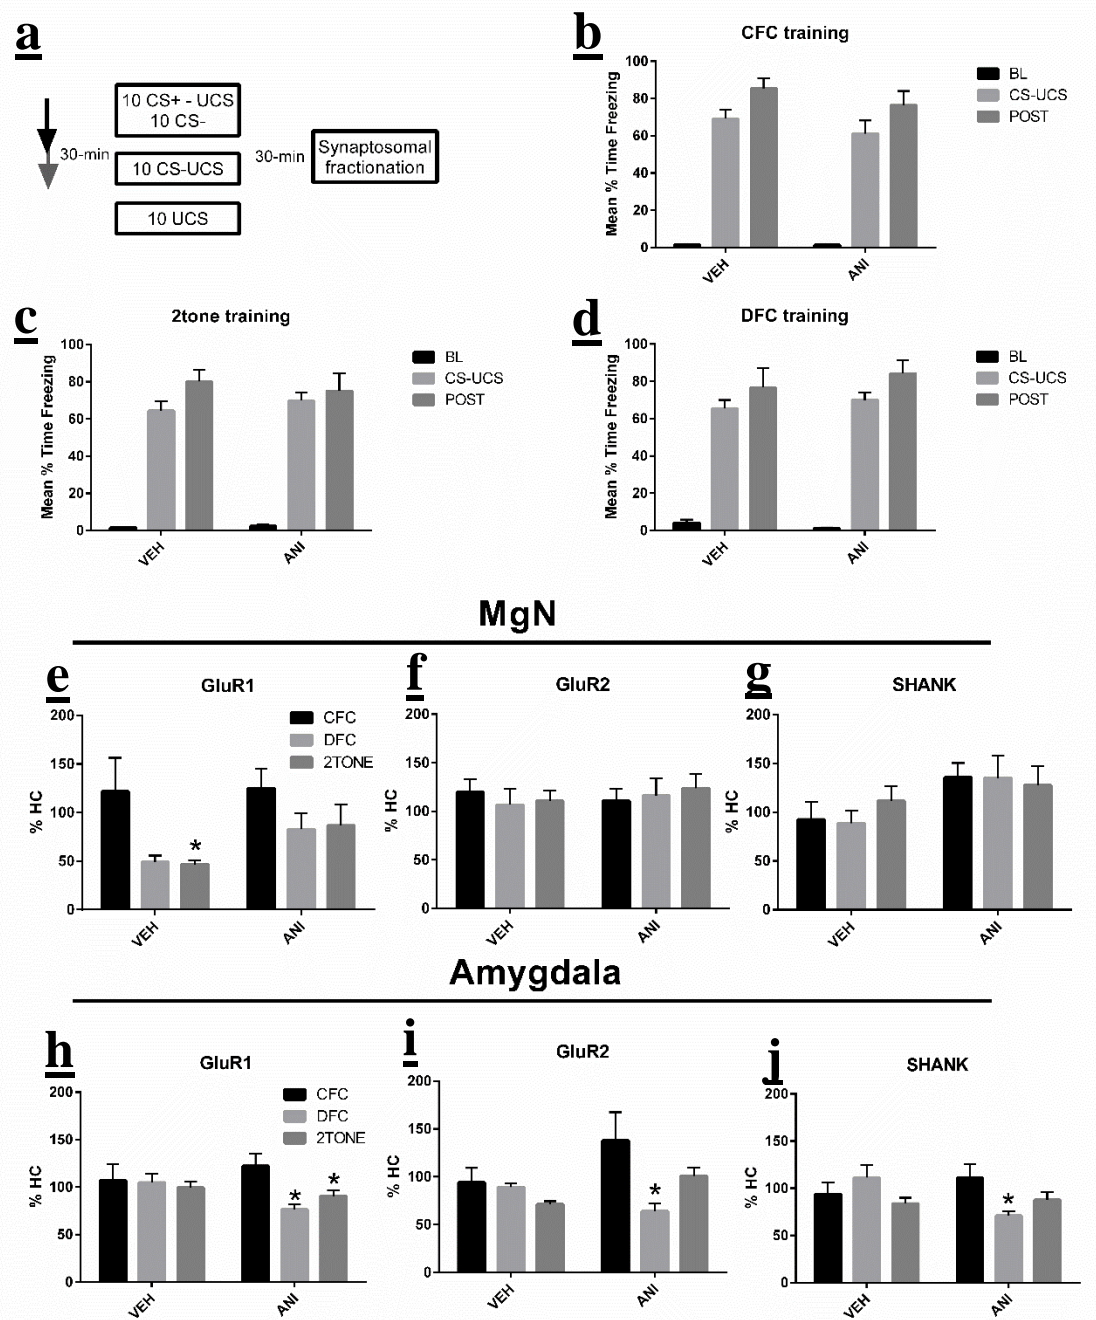 a
10 CS+ - UCS
10 CS-
30-min
10 CS-UCS
10 UCS
30-min
Synaptosomal
fractionation
b
CFC training
Mean % Time Freezing
100
80
60
40
20
0
VEH
ANI
BL
CS-UCS
POST
c
2tone training
Mean % Time Freezing
100
80
60
40
20
0
VEH
ANI
BL
CS-UCS
POST
d
DFC training
Mean % Time Freezing
100
80
60
40
20
0
VEH
ANI
BL
CS-UCS
POST
MgN
e
GluR1
% HC
200
150
100
50
0
*
VEH
ANI
CFC
DFC
2TONE
f
GluR2
% HC
200
150
100
50
0
VEH
ANI
g
SHANK
% HC
200
150
100
50
0
VEH
ANI
Amygdala
h
GluR1
% HC
200
150
100
50
0
* *
VEH
ANI
CFC
DFC
2TONE
i
GluR2
% HC
200
150
100
50
0
*
VEH
ANI
j
SHANK
% HC
200
150
100
50
0
*
VEH
ANI